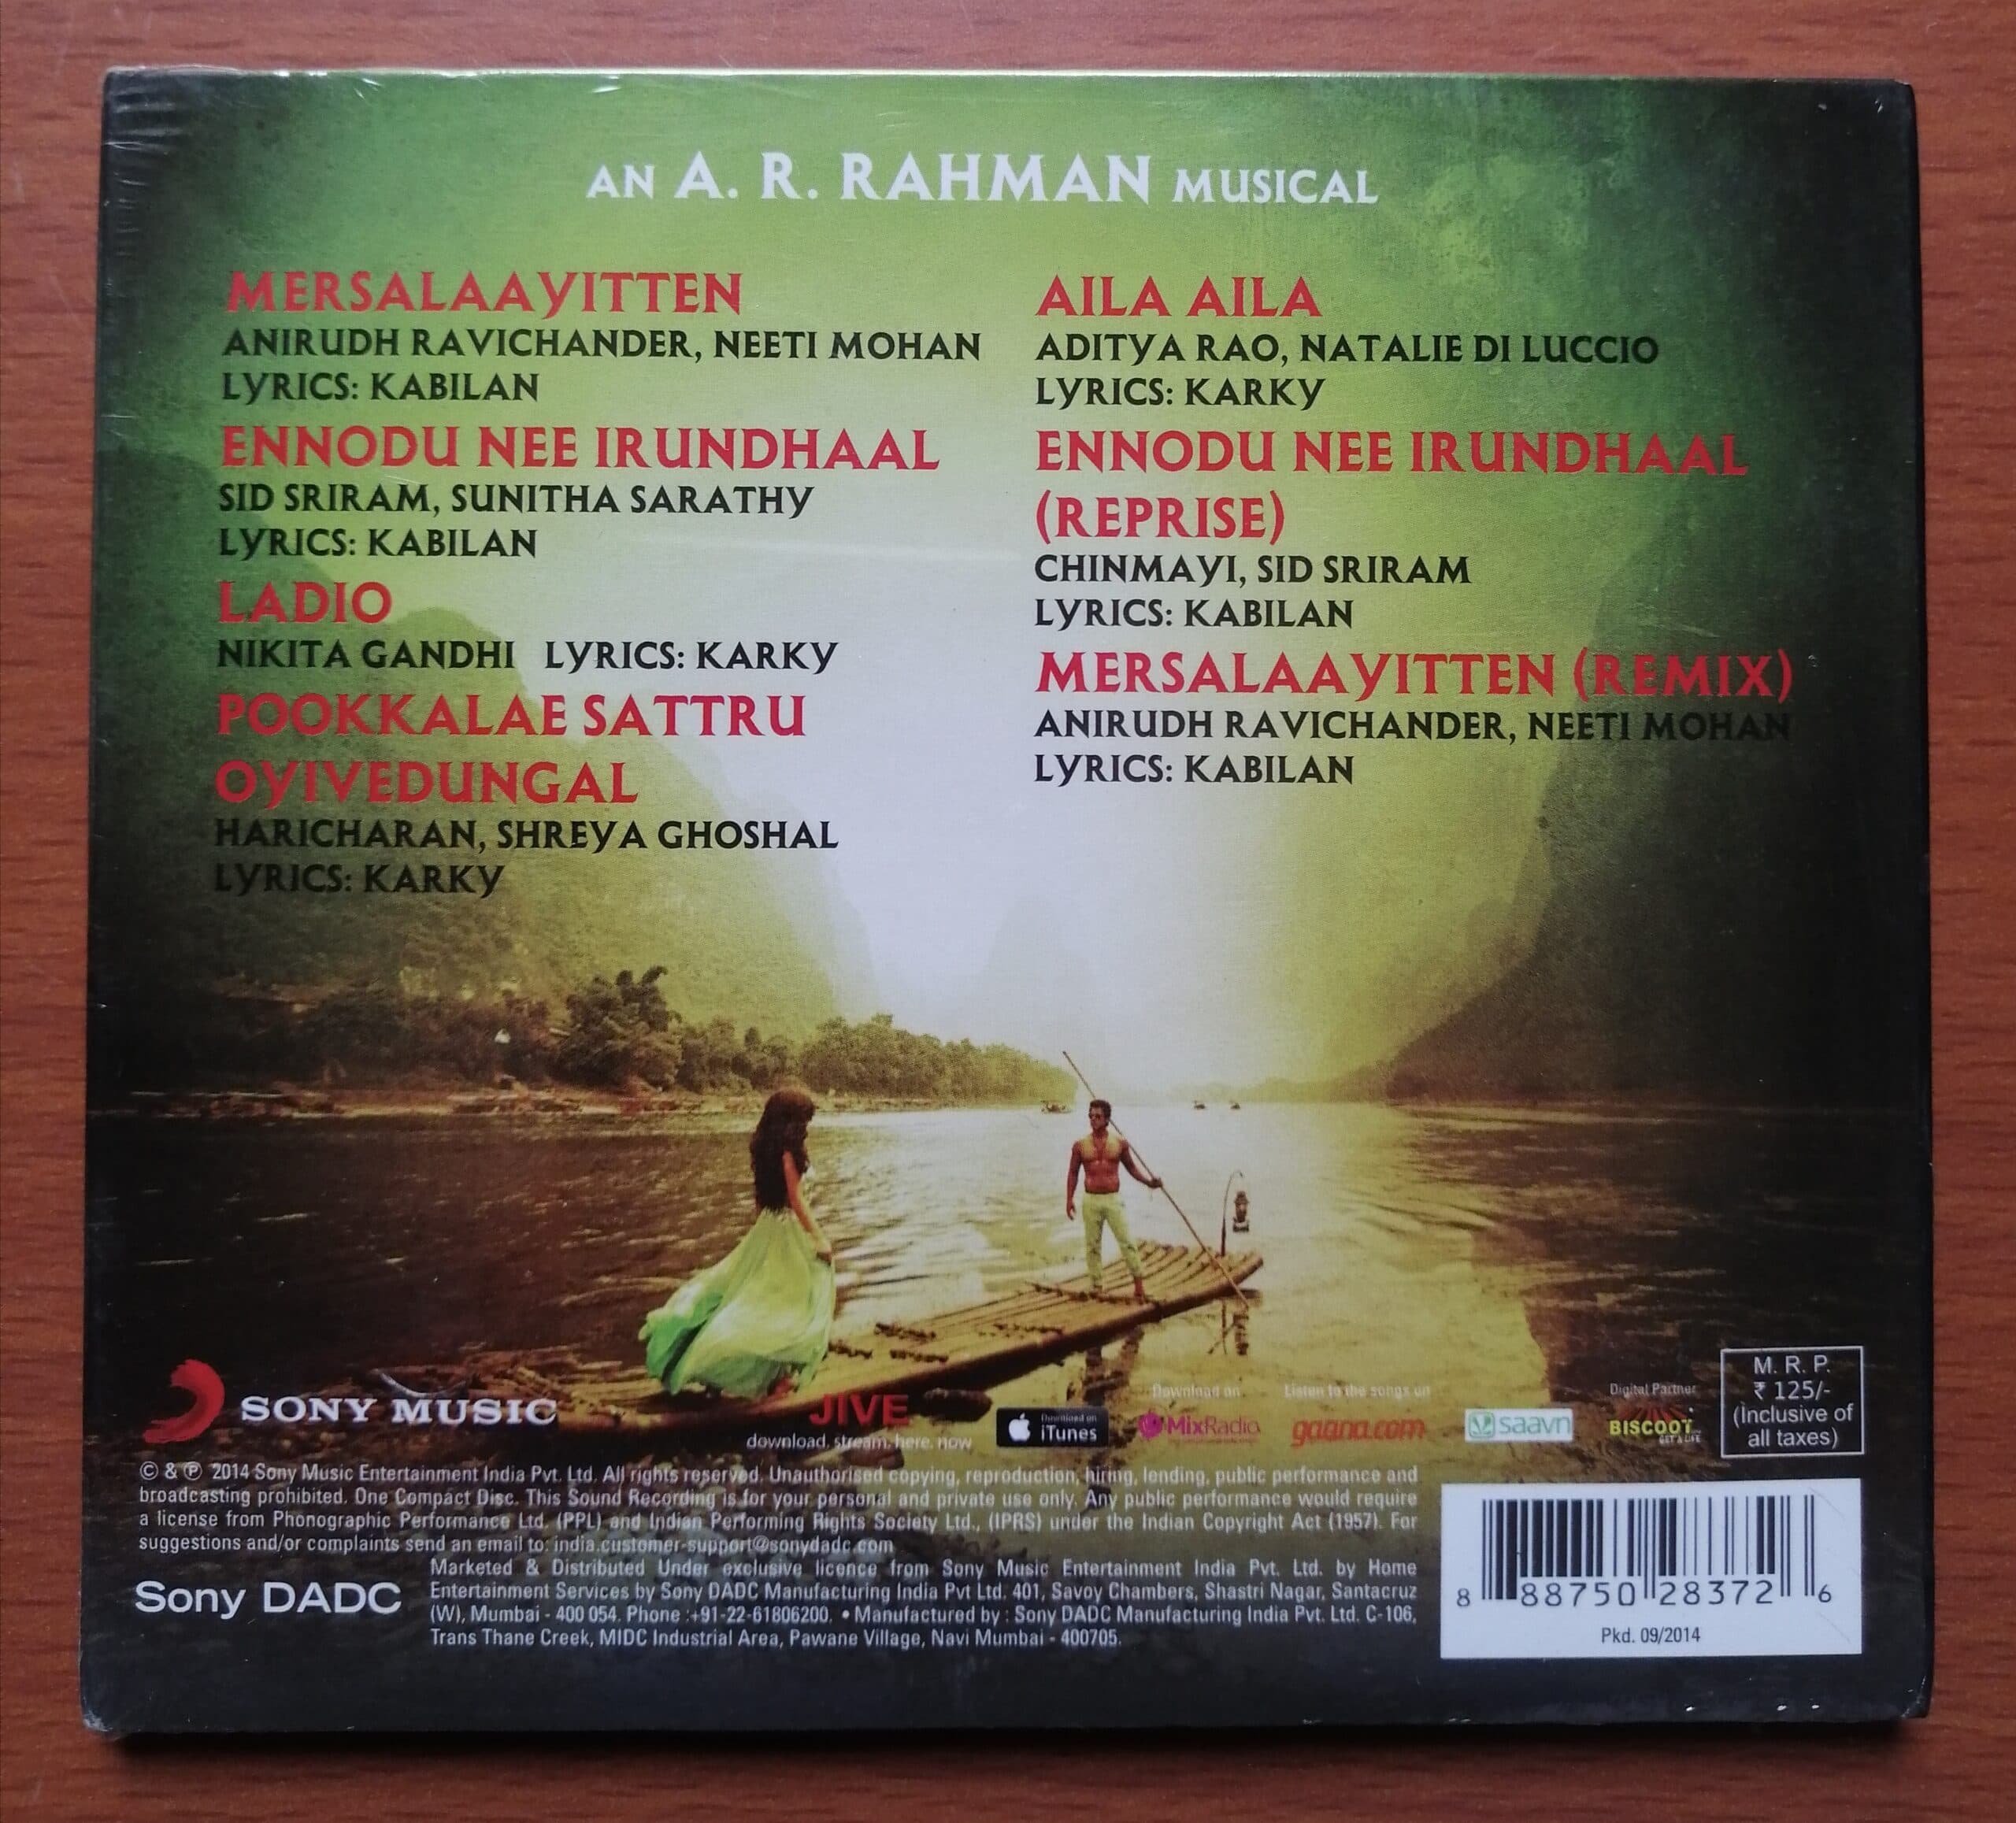 AN A. R. RAHMAN MUSICAL
MERSALAAYITTEN
ANIRUDH RAVICHANDER, NEETI MOHAN
LYRICS: KABILAN
ENNODU NEE IRUNDHAAL
SID SRIRAM, SUNITHA SARATHY
LYRICS: KABILAN
LADIO
NIKITA GANDHI LYRICS: KARKY
POOKKALAE SATTRU
OYIVEDUNGAL
HARICHARAN, SHREYA GHOSHAL
LYRICS: KARKY
AILA AILA
ADITYA RAO, NATALIE DI LUCCIO
LYRICS: KARKY
ENNODU NEE IRUNDHAAL
(REPRISE)
CHINMAYI, SID SRIRAM
LYRICS: KABILAN
MERSALAAYITTEN (REMIX)
ANIRUDH RAVICHANDER, NEETI MOHAN
LYRICS: KABILAN
SONY MUSIC
JIVE
download. stream. here. now
Download on
iTunes
Download on
MixRadio
Listen to the songs on
gaana.com
saavn
Digital Partner
BISCOOT
GET A LIFE
M. R. P.
₹ 125/-
(Inclusive of
all taxes)
© & ℗ 2014 Sony Music Entertainment India Pvt. Ltd. All rights reserved. Unauthorised copying, reproduction, hiring, lending, public performance and
broadcasting prohibited. One Compact Disc. This Sound Recording is for your personal and private use only. Any public performance would require
a license from Phonographic Performance Ltd. (PPL) and Indian Performing Rights Society Ltd., (IPRS) under the Indian Copyright Act (1957). For
suggestions and/or complaints send an email to: india.customer-support@sonydadc.com
Sony DADC
Marketed & Distributed Under exclusive licence from Sony Music Entertainment India Pvt. Ltd. by Home
Entertainment Services by Sony DADC Manufacturing India Pvt Ltd. 401, Savoy Chambers, Shastri Nagar, Santacruz
(W), Mumbai - 400 054. Phone :+91-22-61806200. • Manufactured by : Sony DADC Manufacturing India Pvt. Ltd. C-106,
Trans Thane Creek, MIDC Industrial Area, Pawane Village, Navi Mumbai - 400705.
8 88750 28372 6
Pkd. 09/2014